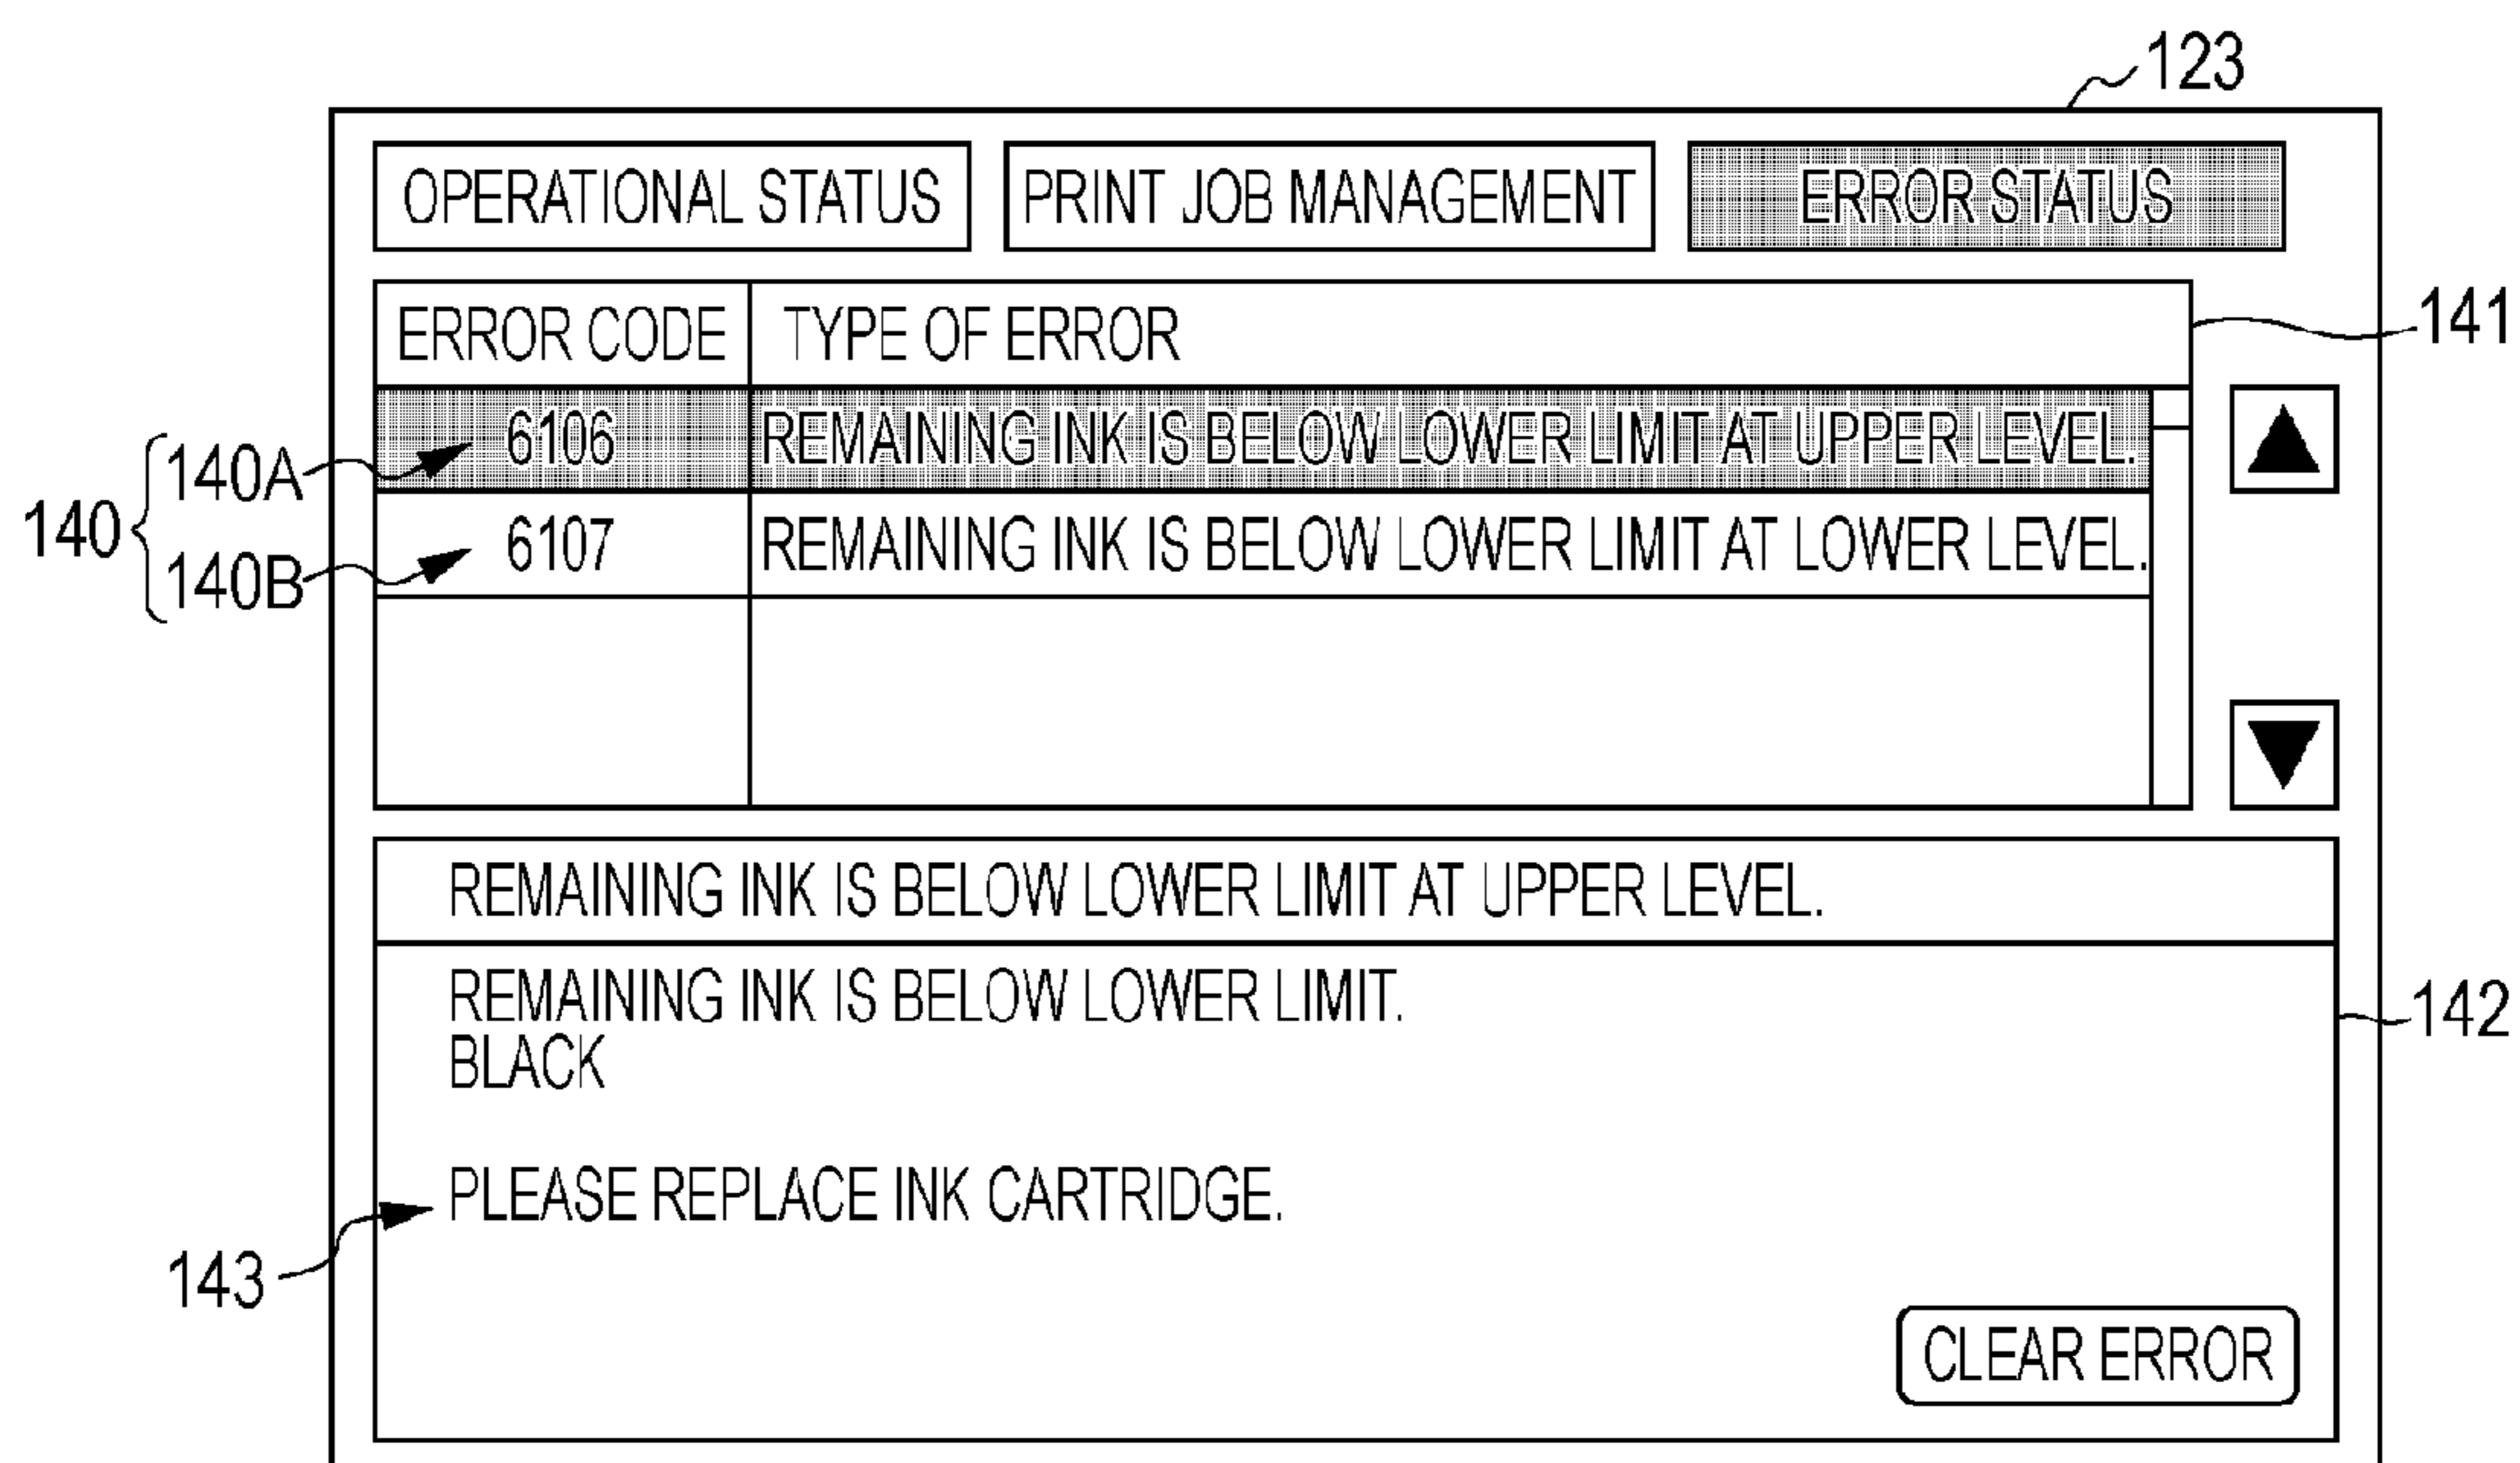 123
OPERATIONAL STATUS PRINT JOB MANAGEMENT ERROR STATUS
ERROR CODE TYPE OF ERROR 141
6106 REMAINING INK IS BELOW LOWER LIMIT AT UPPER LEVEL.
140A
140
6107 REMAINING INK IS BELOW LOWER LIMIT AT LOWER LEVEL.
140B
REMAINING INK IS BELOW LOWER LIMIT AT UPPER LEVEL.
REMAINING INK IS BELOW LOWER LIMIT.
142
BLACK
PLEASE REPLACE INK CARTRIDGE.
143
CLEAR ERROR